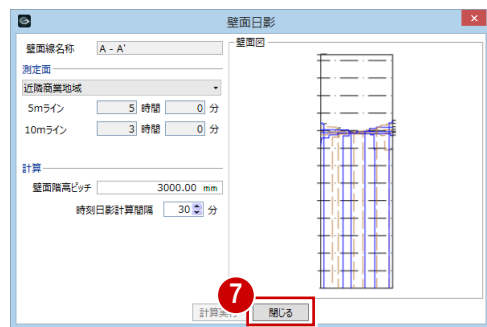 壁面日影
壁面線名称 A - A'
測定面
近隣商業地域
5mライン 5 時間 0 分
10mライン 3 時間 0 分
計算
壁面階高ピッチ 3000.00 mm
時刻日影計算間隔 30 分
壁面図
7
計算実行 閉じる